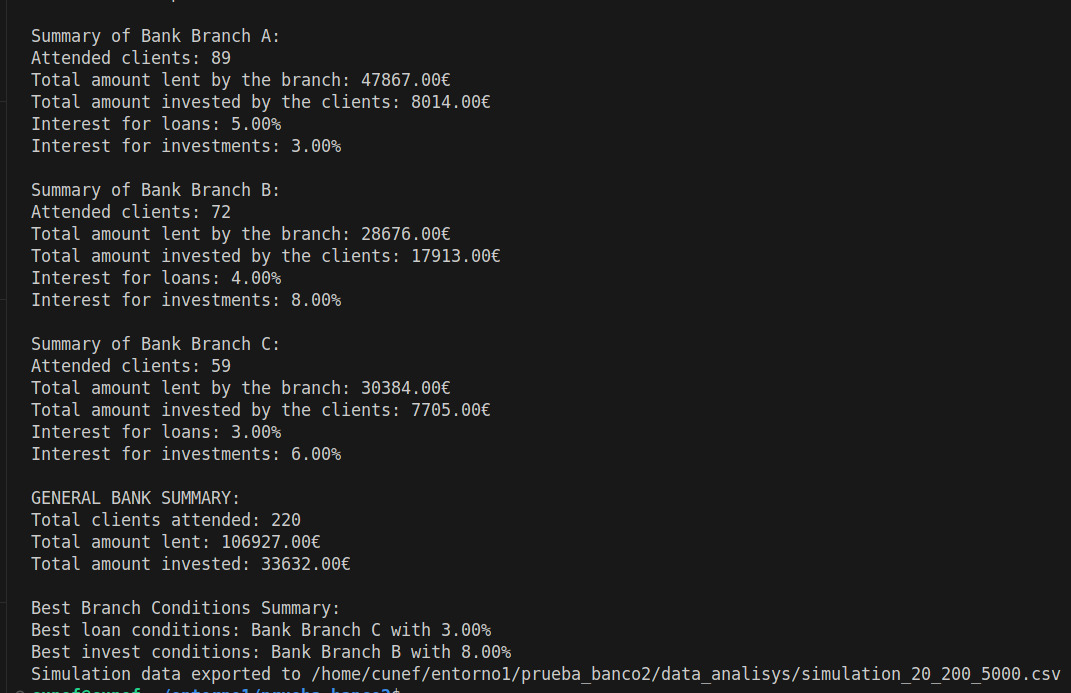 Summary of Bank Branch A:
Attended clients: 89
Total amount lent by the branch: 47867.00€
Total amount invested by the clients: 8014.00€
Interest for loans: 5.00%
Interest for investments: 3.00%
Summary of Bank Branch B:
Attended clients: 72
Total amount lent by the branch: 28676.00€
Total amount invested by the clients: 17913.00€
Interest for loans: 4.00%
Interest for investments: 8.00%
Summary of Bank Branch C:
Attended clients: 59
Total amount lent by the branch: 30384.00€
Total amount invested by the clients: 7705.00€
Interest for loans: 3.00%
Interest for investments: 6.00%
GENERAL BANK SUMMARY:
Total clients attended: 220
Total amount lent: 106927.00€
Total amount invested: 33632.00€
Best Branch Conditions Summary:
Best loan conditions: Bank Branch C with 3.00%
Best invest conditions: Bank Branch B with 8.00%
Simulation data exported to /home/cunef/entorno1/prueba_banco2/data_analisys/simulation_20_200_5000.csv